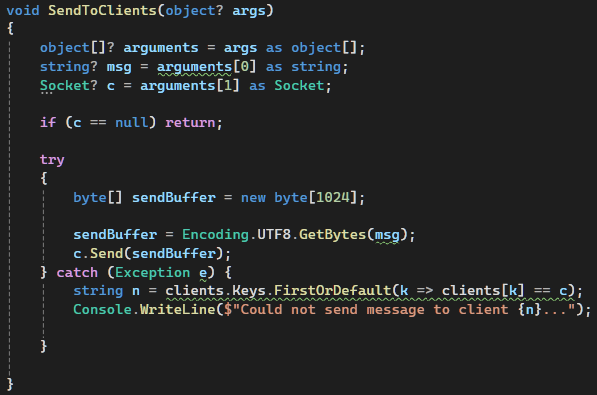 void SendToClients(object? args)
{
    object[]? arguments = args as object[];
    string? msg = arguments[0] as string;
    Socket? c = arguments[1] as Socket;

    if (c == null) return;

    try
    {
        byte[] sendBuffer = new byte[1024];

        sendBuffer = Encoding.UTF8.GetBytes(msg);
        c.Send(sendBuffer);
    } catch (Exception e) {
        string n = clients.Keys.FirstOrDefault(k => clients[k] == c);
        Console.WriteLine($"Could not send message to client {n}...");

    }

}